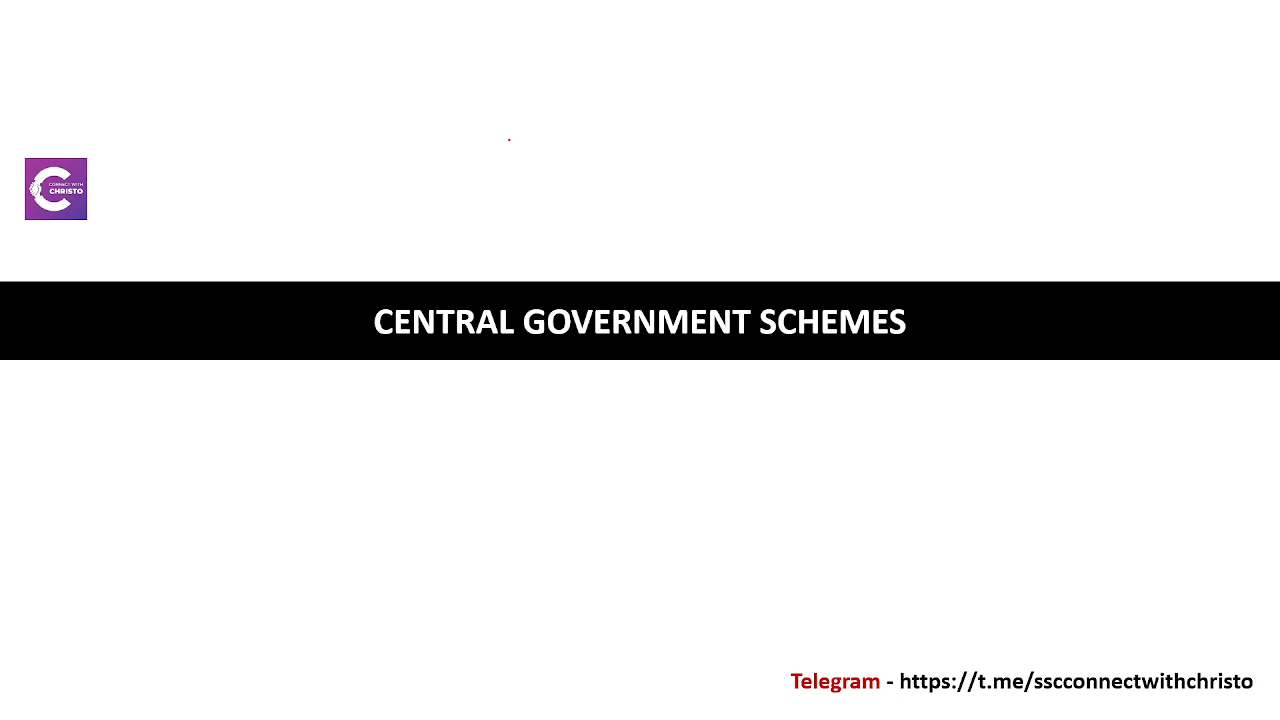 CONNECT WITH
CHRISTO
CENTRAL GOVERNMENT SCHEMES
Telegram - https://t.me/sscconnectwithchristo